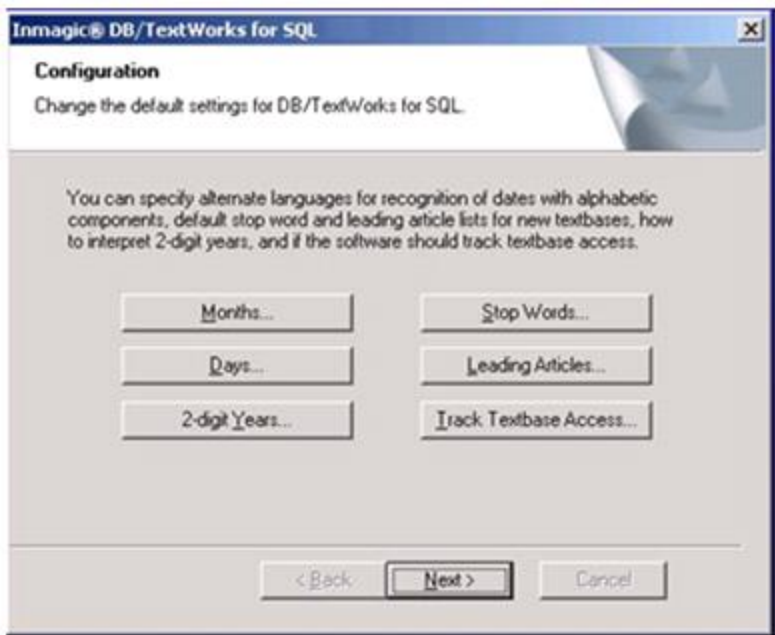 Inmagic® DB/TextWorks for SQL
Configuration
Change the default settings for DB/TextWorks for SQL.
You can specify alternate languages for recognition of dates with alphabetic
components, default stop word and leading article lists for new textbases, how
to interpret 2-digit years, and if the software should track textbase access.
Months... Stop Words...
Days... Leading Articles...
2-digit Years... Track Textbase Access...
< Back Next > Cancel